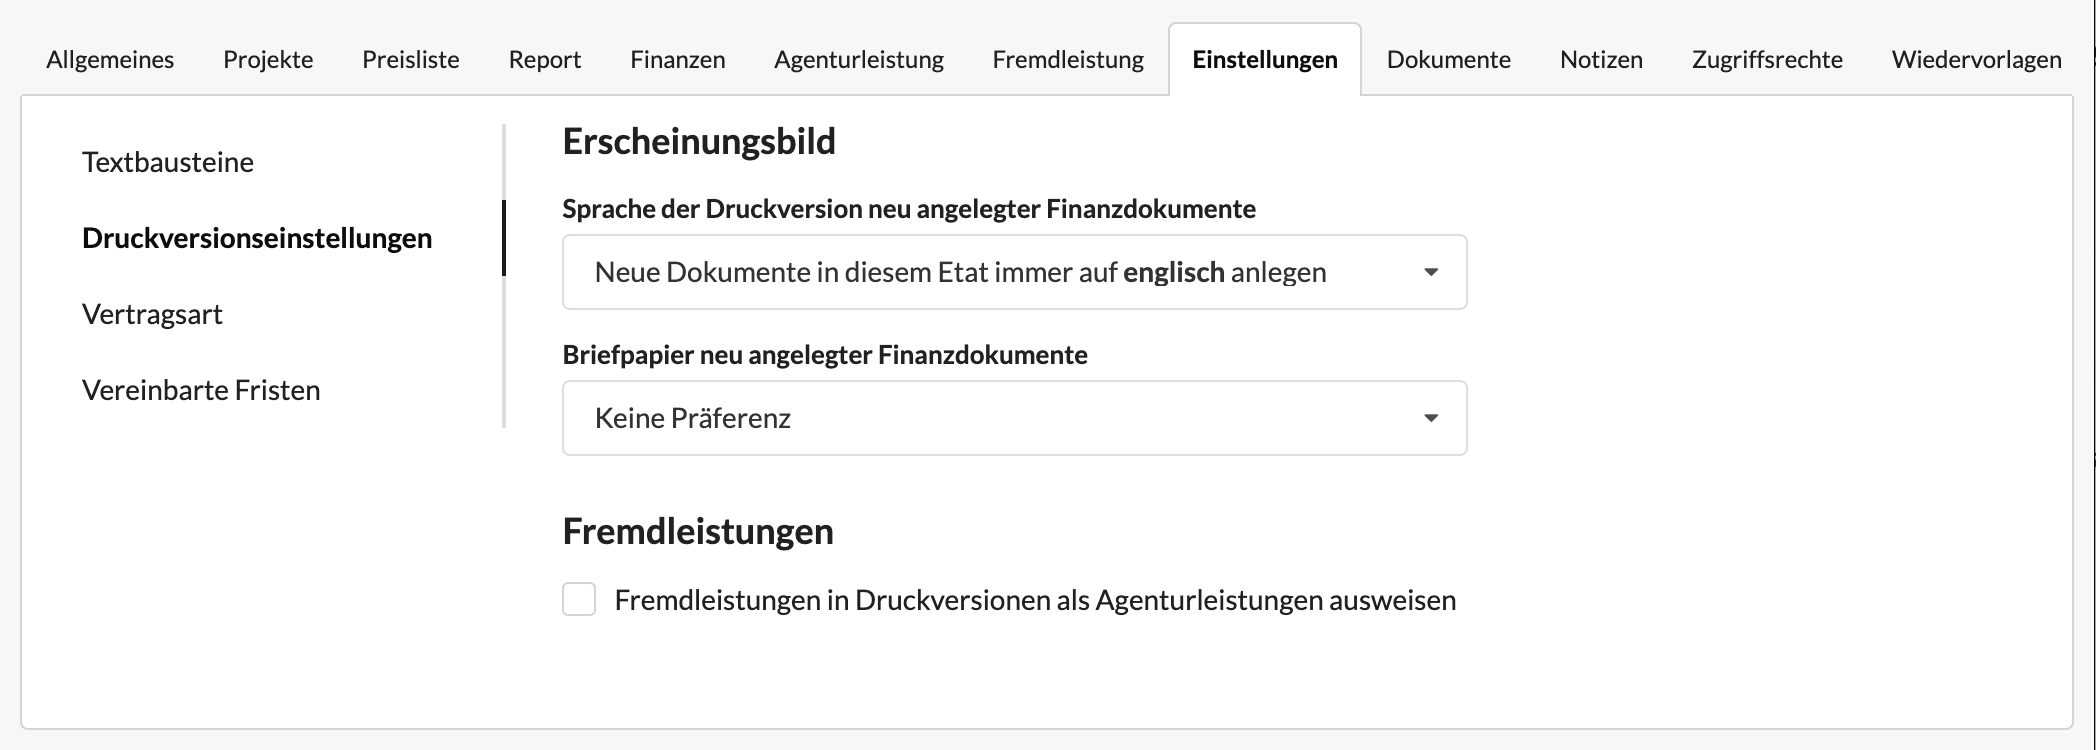 Allgemeines Projekte Preisliste Report Finanzen Agenturleistung Fremdleistung Einstellungen Dokumente Notizen Zugriffsrechte Wiedervorlagen
Textbausteine
Druckversionseinstellungen
Vertragsart
Vereinbarte Fristen
Erscheinungsbild
Sprache der Druckversion neu angelegter Finanzdokumente
Neue Dokumente in diesem Etat immer auf englisch anlegen
Briefpapier neu angelegter Finanzdokumente
Keine Präferenz
Fremdleistungen
Fremdleistungen in Druckversionen als Agenturleistungen ausweisen